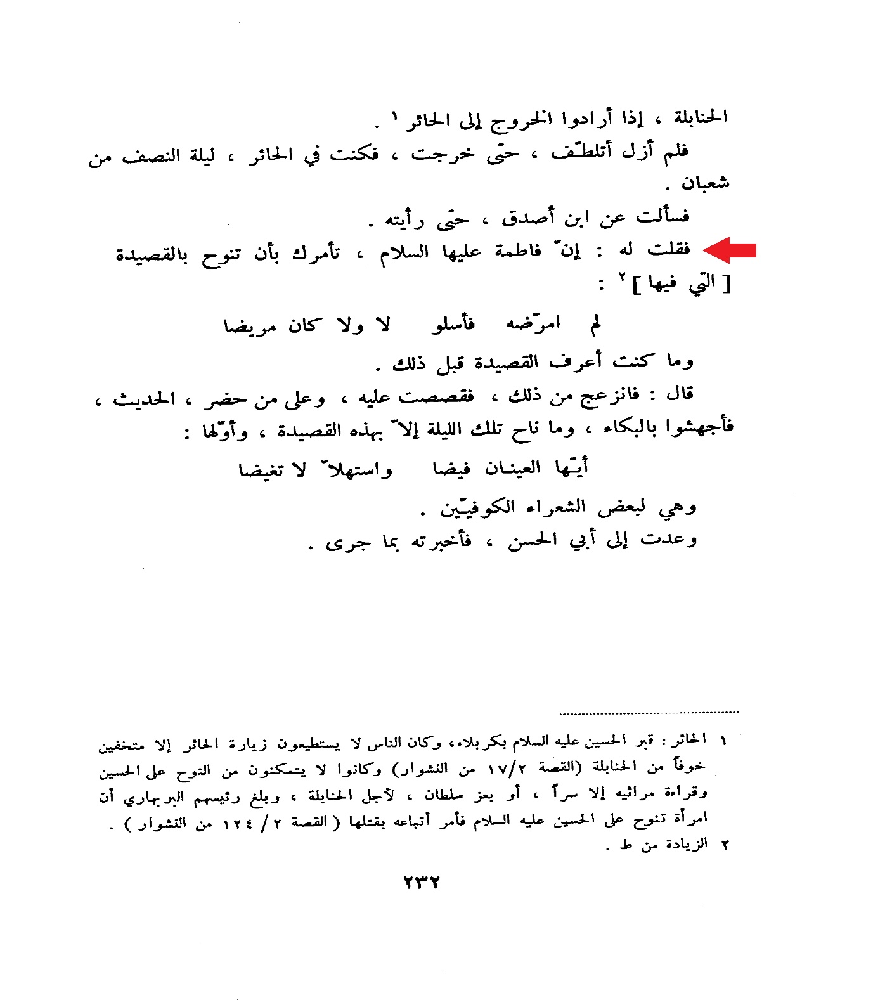 الحنابلة ، إذا أرادوا الخروج إلى الحائر ١ .
فلم أزل أتلطّف ، حتّى خرجت ، فكنت في الحائر ، ليلة النصف من
شعبان .
فسألت عن ابن أصدق ، حتّى رأيته .
فقلت له : إنّ فاطمة عليها السلام ، تأمرك بأن تنوح بالقصيدة
[ التي فيها ] ٢ :
لم امرّضه فأسلو لا ولا كان مريضا
وما كنت أعرف القصيدة قبل ذلك .
قال : فانزعج من ذلك ، فقصصت عليه ، وعلى من حضر ، الحديث ،
فأجهشوا بالبكاء ، وما ناح تلك الليلة إلاّ بهذه القصيدة ، وأوّلها :
أيّـها العينـان فيضا واستهلاّ لا تغيضا
وهي لبعض الشعراء الكوفيّـين .
وعدت إلى أبي الحسن ، فأخبرته بما جرى .
١ الحائر : قبر الحسين عليه السلام بكربلاء، وكان الناس لا يستطيعون زيارة الحائر إلا متخفين
خوفاً من الحنابلة (القصة ١٧/٢ من النشوار) وكانوا لا يتمكنون من النوح على الحسين
وقراءة مراثيه إلا سراً ، أو بعز سلطان ، لأجل الحنابلة ، وبلغ رئيسهم البربهاري أن
امرأة تنوح على الحسين عليه السلام فأمر أتباعه بقتلها ( القصة ٢ / ١٢٤ من النشوار ) .
٢ الزيادة من ط .
٢٣٢